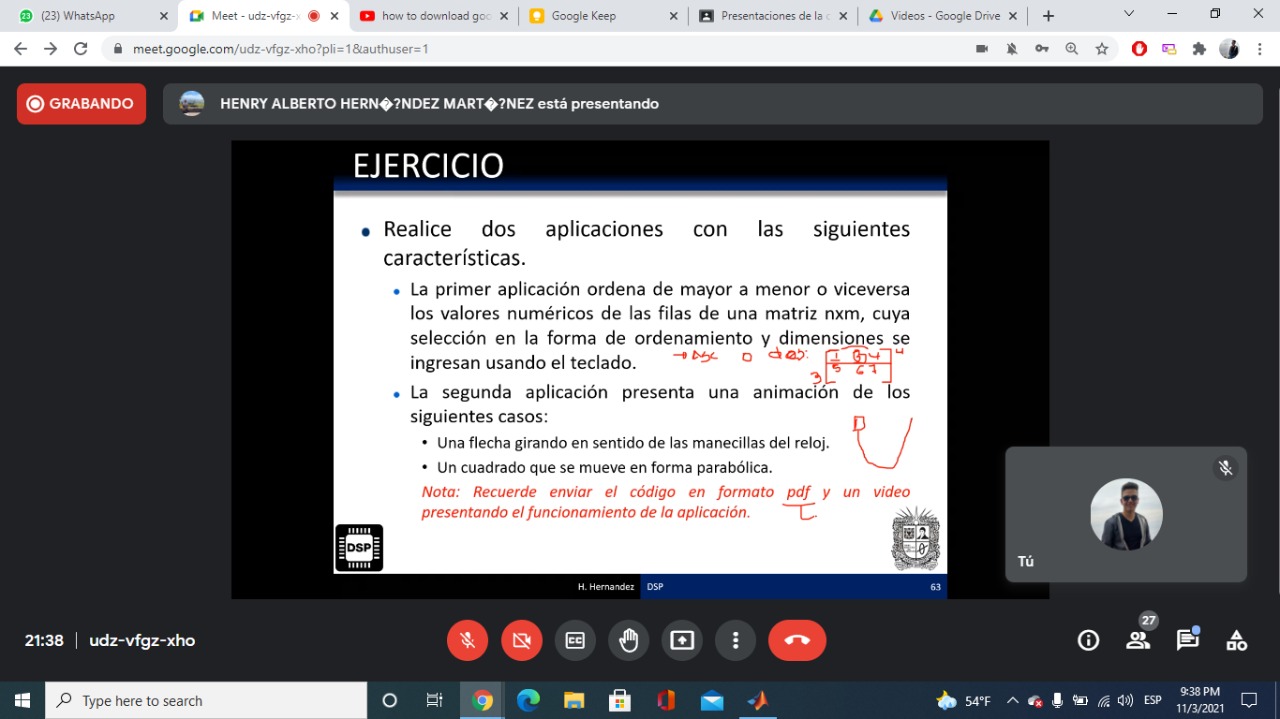 (23) WhatsApp
Meet - udz-vfgz-x
how to download goo
Google Keep
Presentaciones de la c
Videos - Google Drive
meet.google.com/udz-vfgz-xho?pli=1&authuser=1
GRABANDO
HENRY ALBERTO HERN�?NDEZ MART�?NEZ está presentando
EJERCICIO
• Realice dos aplicaciones con las siguientes
características.
• La primer aplicación ordena de mayor a menor o viceversa
los valores numéricos de las filas de una matriz nxm, cuya
selección en la forma de ordenamiento y dimensiones se
ingresan usando el teclado.
→ Asc o des:
1 3 4 4
3 5 6 7
• La segunda aplicación presenta una animación de los
siguientes casos:
• Una flecha girando en sentido de las manecillas del reloj.
• Un cuadrado que se mueve en forma parabólica.
Nota: Recuerde enviar el código en formato pdf y un video
presentando el funcionamiento de la aplicación.
DSP
H. Hernandez DSP 63
Tú
21:38 | udz-vfgz-xho
27
Type here to search
54°F
ESP
9:38 PM
11/3/2021